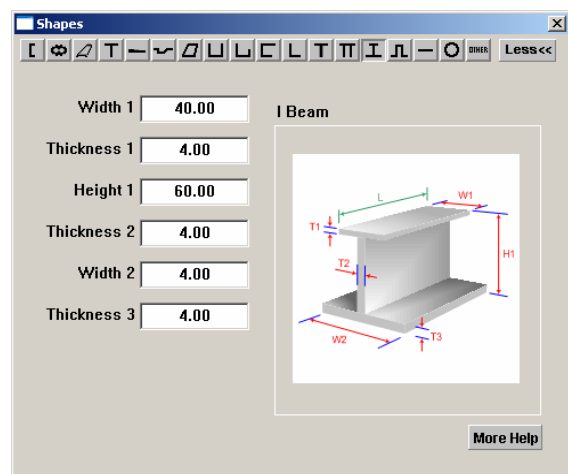 Shapes
OTHER
Less<<
Width 1 40.00
Thickness 1 4.00
Height 1 60.00
Thickness 2 4.00
Width 2 4.00
Thickness 3 4.00
I Beam
L
W1
T1
T2
H1
W2
T3
More Help